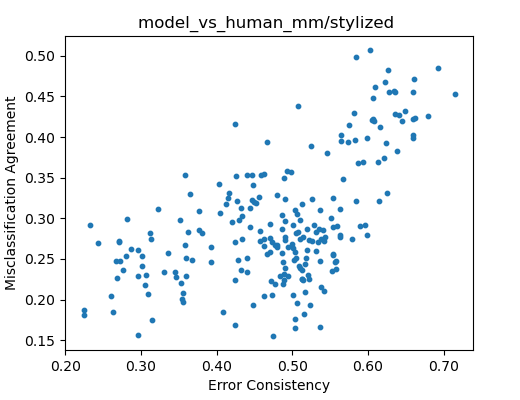 model_vs_human_mm/stylized
Misclassification Agreement
0.50
0.45
0.40
0.35
0.30
0.25
0.20
0.15
0.20 0.30 0.40 0.50 0.60 0.70
Error Consistency